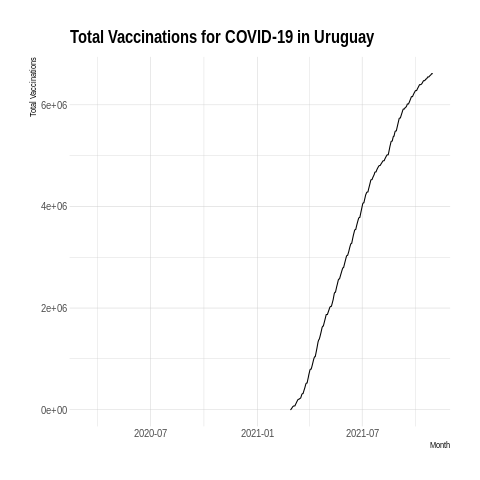 Total Vaccinations for COVID-19 in Uruguay
Total Vaccinations
6e+06
4e+06
2e+06
0e+00
2020-07 2021-01 2021-07
Month